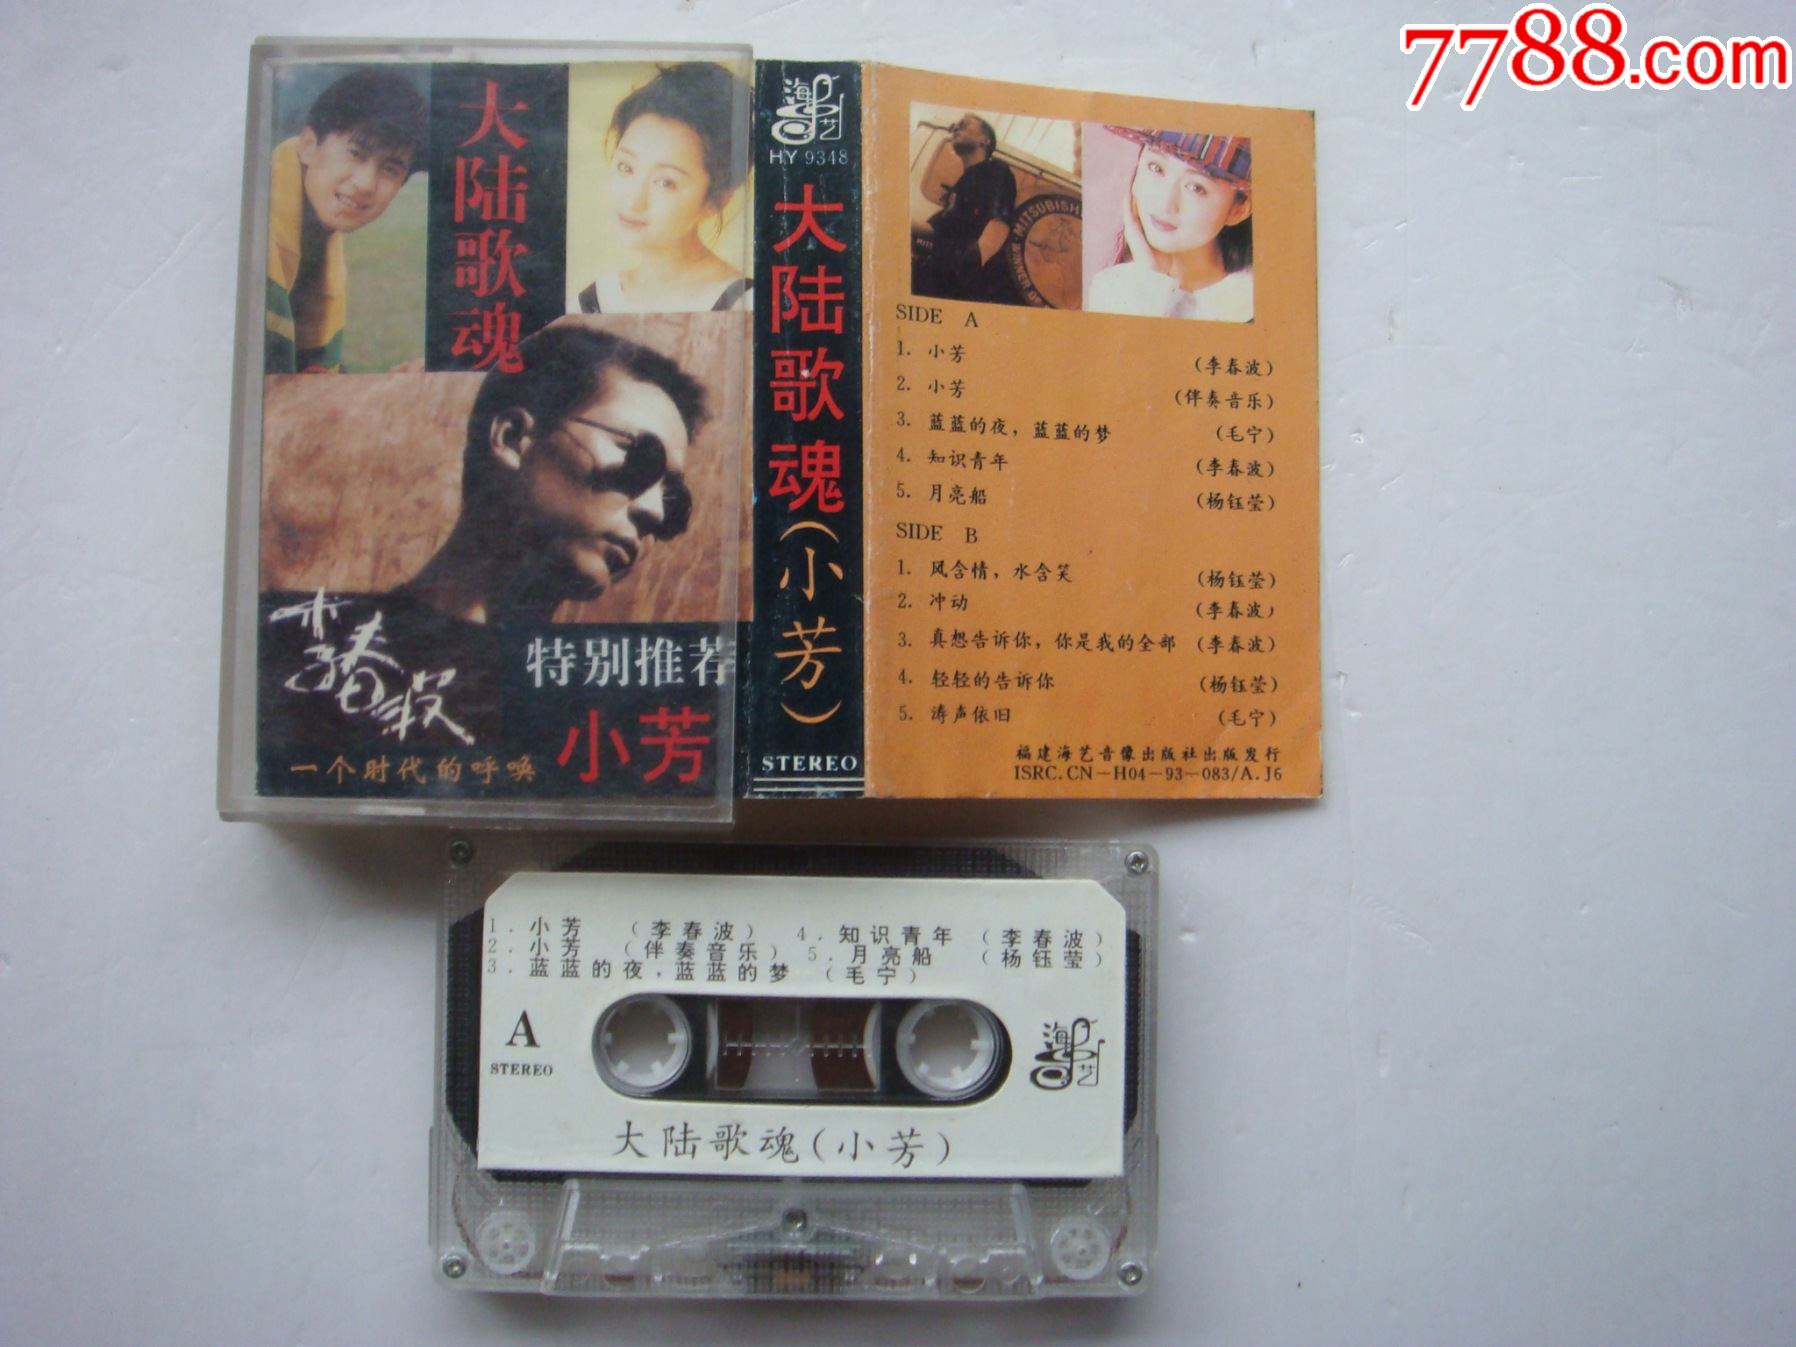 7788.com
大陆歌魂
李春波
特别推荐
小芳
一个时代的呼唤
海艺
HY 9348
大陆歌魂(小芳)
STEREO
MITSUBISH
SIDE A
1. 小芳 (李春波)
2. 小芳 (伴奏音乐)
3. 蓝蓝的夜，蓝蓝的梦 (毛宁)
4. 知识青年 (李春波)
5. 月亮船 (杨钰莹)
SIDE B
1. 风含情，水含笑 (杨钰莹)
2. 冲动 (李春波)
3. 真想告诉你，你是我的全部 (李春波)
4. 轻轻的告诉你 (杨钰莹)
5. 涛声依旧 (毛宁)
福建海艺音像出版社出版发行
ISRC.CN-H04-93-083/A.J6
1.小芳 (李春波) 4.知识青年 (李春波)
2.小芳 (伴奏音乐) 5.月亮船 (杨钰莹)
3.蓝蓝的夜,蓝蓝的梦 (毛宁)
A
STEREO
海艺
大陆歌魂(小芳)